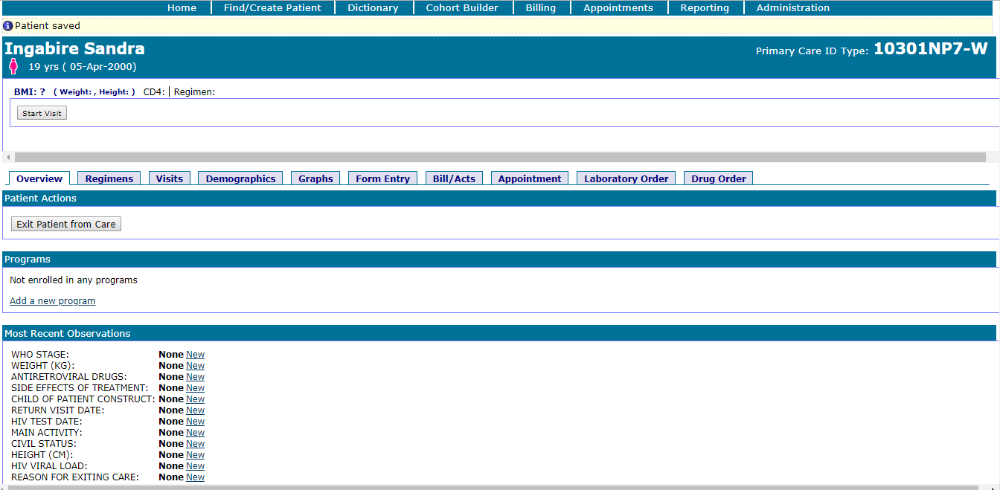 Home Find/Create Patient Dictionary Cohort Builder Billing Appointments Reporting Administration
Patient saved
Ingabire Sandra
Primary Care ID Type: 10301NP7-W
19 yrs ( 05-Apr-2000)
BMI: ? ( Weight: , Height: ) CD4: | Regimen:
Start Visit
Overview Regimens Visits Demographics Graphs Form Entry Bill/Acts Appointment Laboratory Order Drug Order
Patient Actions
Exit Patient from Care
Programs
Not enrolled in any programs
Add a new program
Most Recent Observations
WHO STAGE: None New
WEIGHT (KG): None New
ANTIRETROVIRAL DRUGS: None New
SIDE EFFECTS OF TREATMENT: None New
CHILD OF PATIENT CONSTRUCT: None New
RETURN VISIT DATE: None New
HIV TEST DATE: None New
MAIN ACTIVITY: None New
CIVIL STATUS: None New
HEIGHT (CM): None New
HIV VIRAL LOAD: None New
REASON FOR EXITING CARE: None New